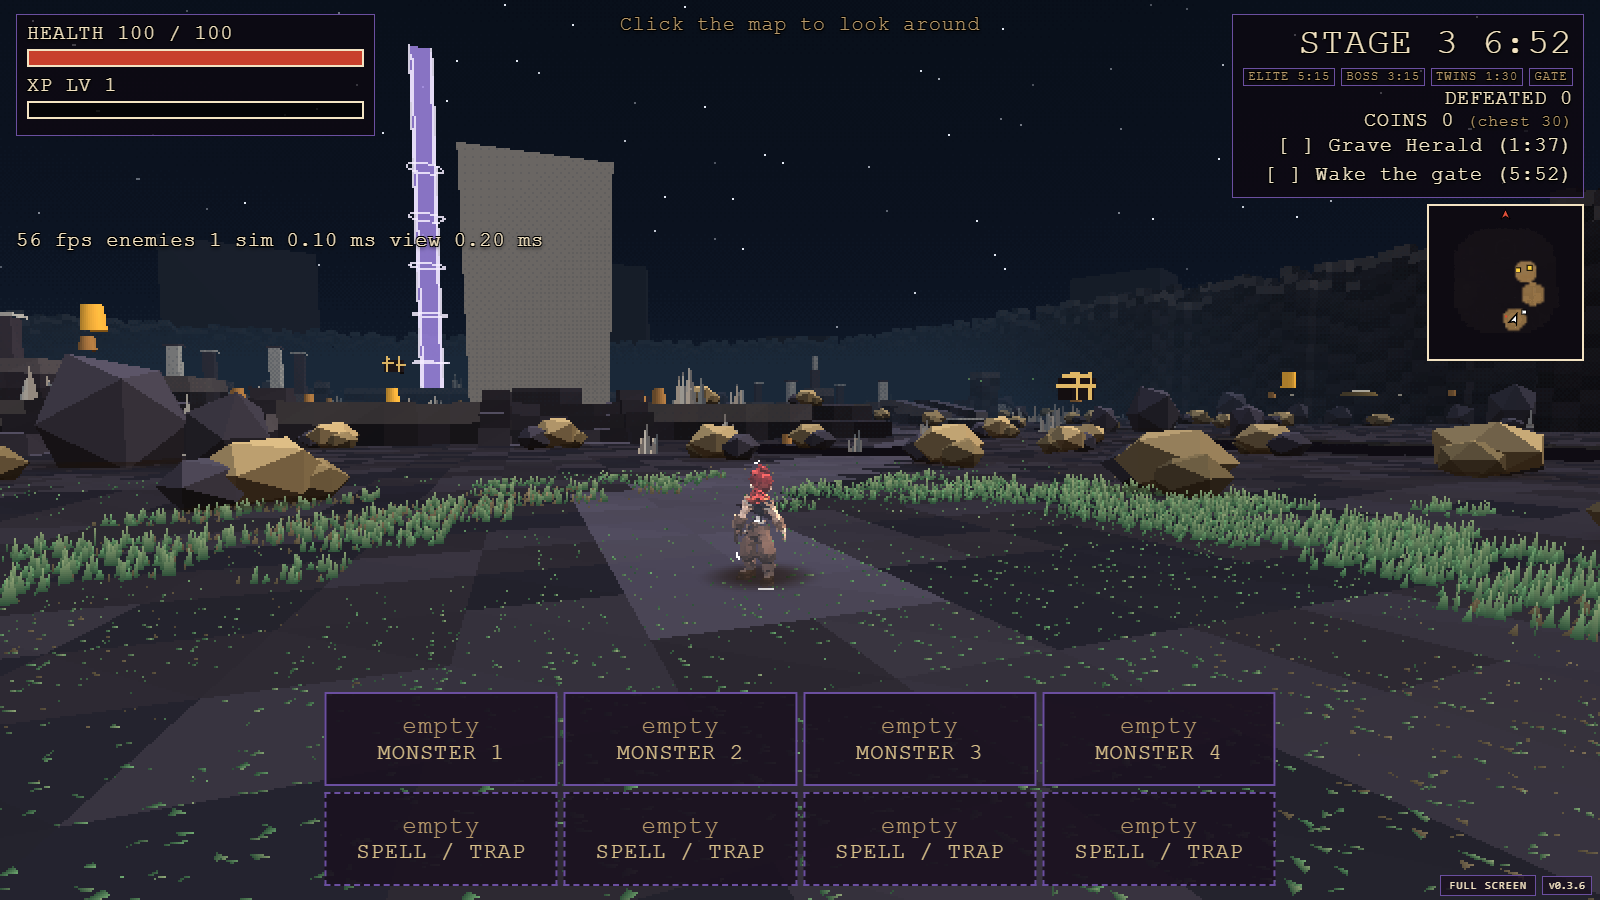 HEALTH 100 / 100
XP LV 1
Click the map to look around
STAGE 3 6:52
ELITE 5:15 BOSS 3:15 TWINS 1:30 GATE
DEFEATED 0
COINS 0 (chest 30)
[ ] Grave Herald (1:37)
[ ] Wake the gate (5:52)
56 fps enemies 1 sim 0.10 ms view 0.20 ms
empty empty empty empty
MONSTER 1 MONSTER 2 MONSTER 3 MONSTER 4
empty empty empty empty
SPELL / TRAP SPELL / TRAP SPELL / TRAP SPELL / TRAP
FULL SCREEN v0.3.6